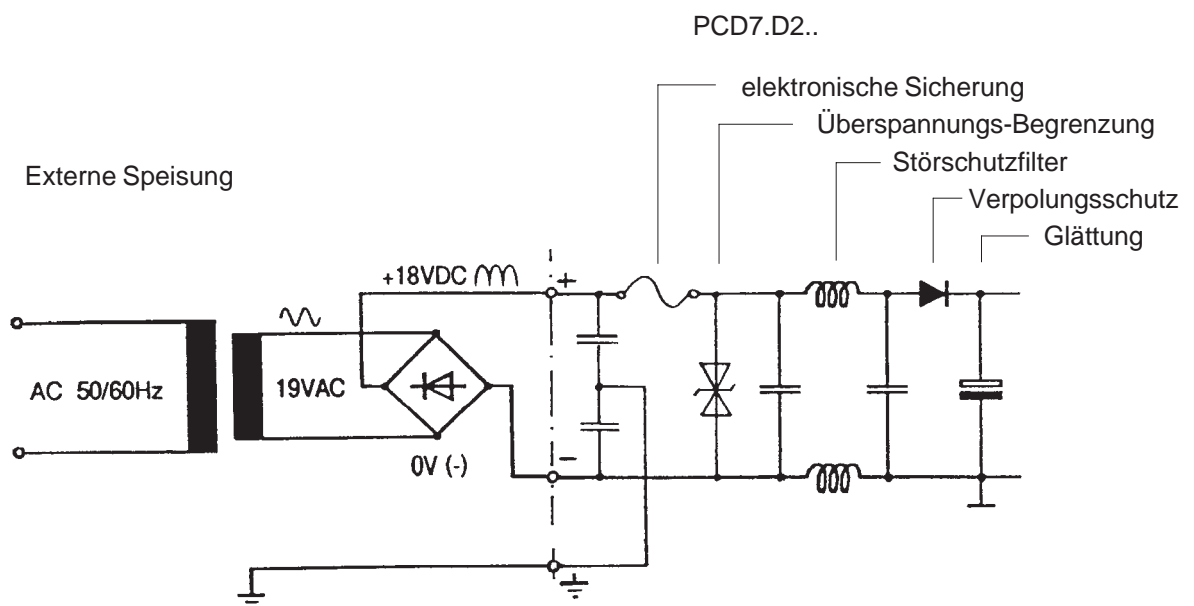 PCD7.D2..
elektronische Sicherung
Überspannungs-Begrenzung
Störschutzfilter
Externe Speisung
Verpolungsschutz
Glättung
+18VDC
+
AC 50/60Hz
19VAC
0V (-)
-